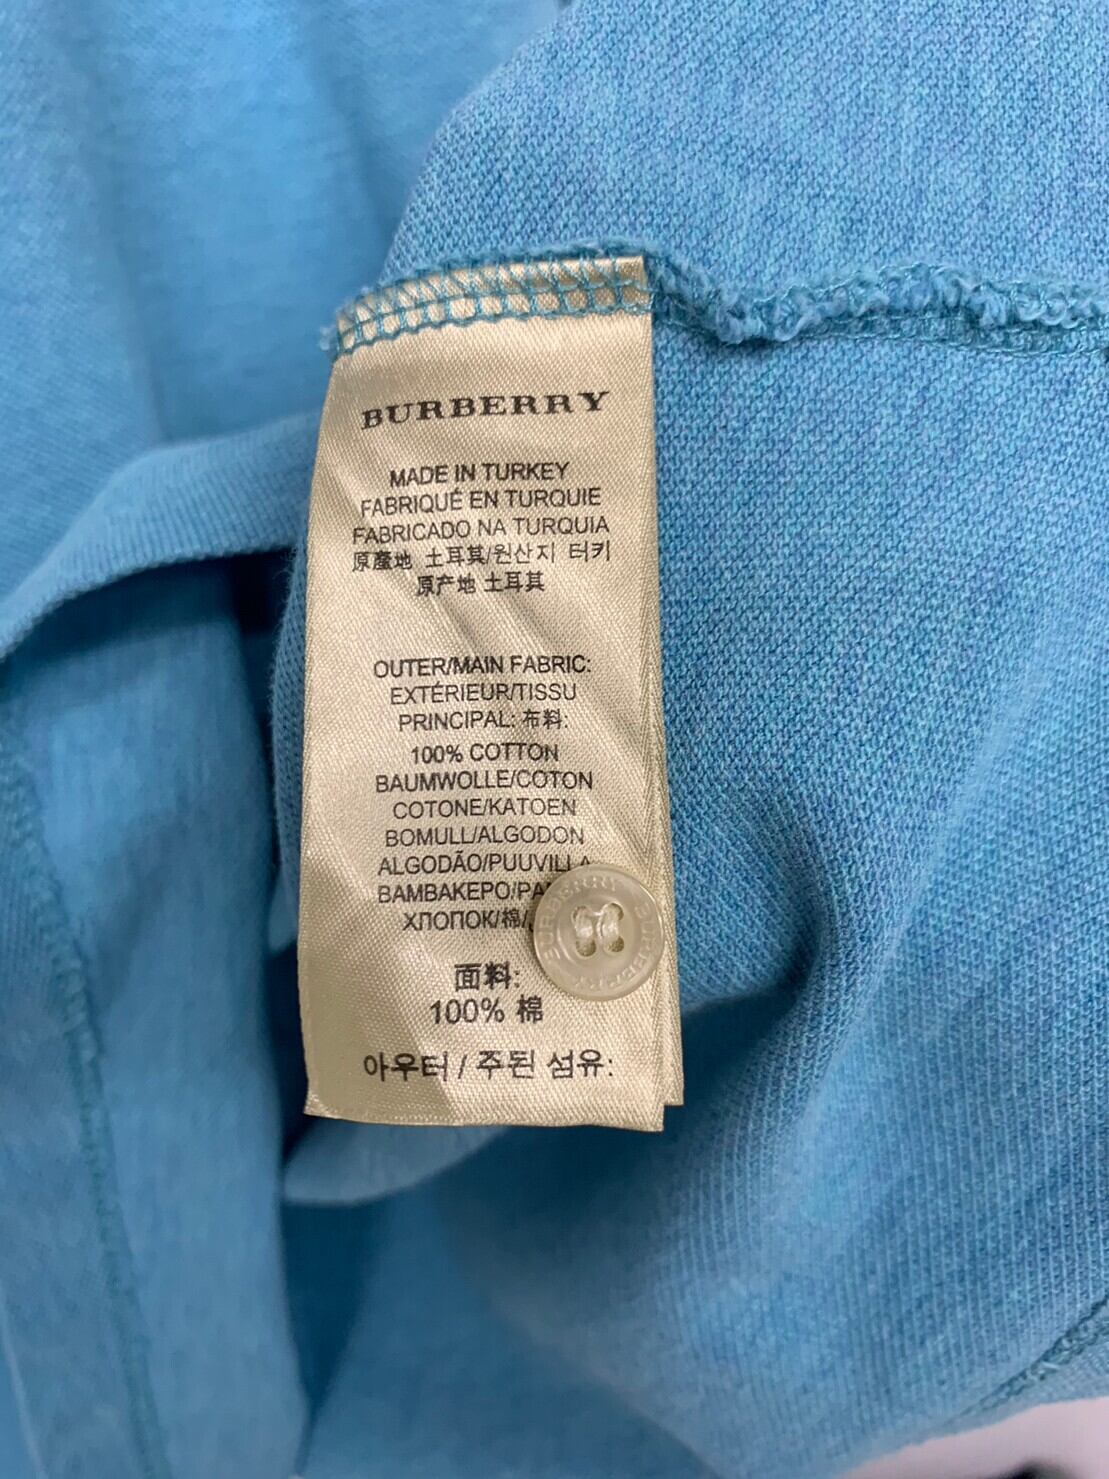 BURBERRY
MADE IN TURKEY
FABRIQUÉ EN TURQUIE
FABRICADO NA TURQUIA
原產地 土耳其/원산지 터키
原产地 土耳其
OUTER/MAIN FABRIC:
EXTÉRIEUR/TISSU
PRINCIPAL: 布料:
100% COTTON
BAUMWOLLE/COTON
COTONE/KATOEN
BOMULL/ALGODON
ALGODÃO/PUUVILLA
BAMBAKEPO/PA
ХЛОПОК/棉/
BURBERRY BURBERRY
面料:
100% 棉
아우터 / 주된 섬유: